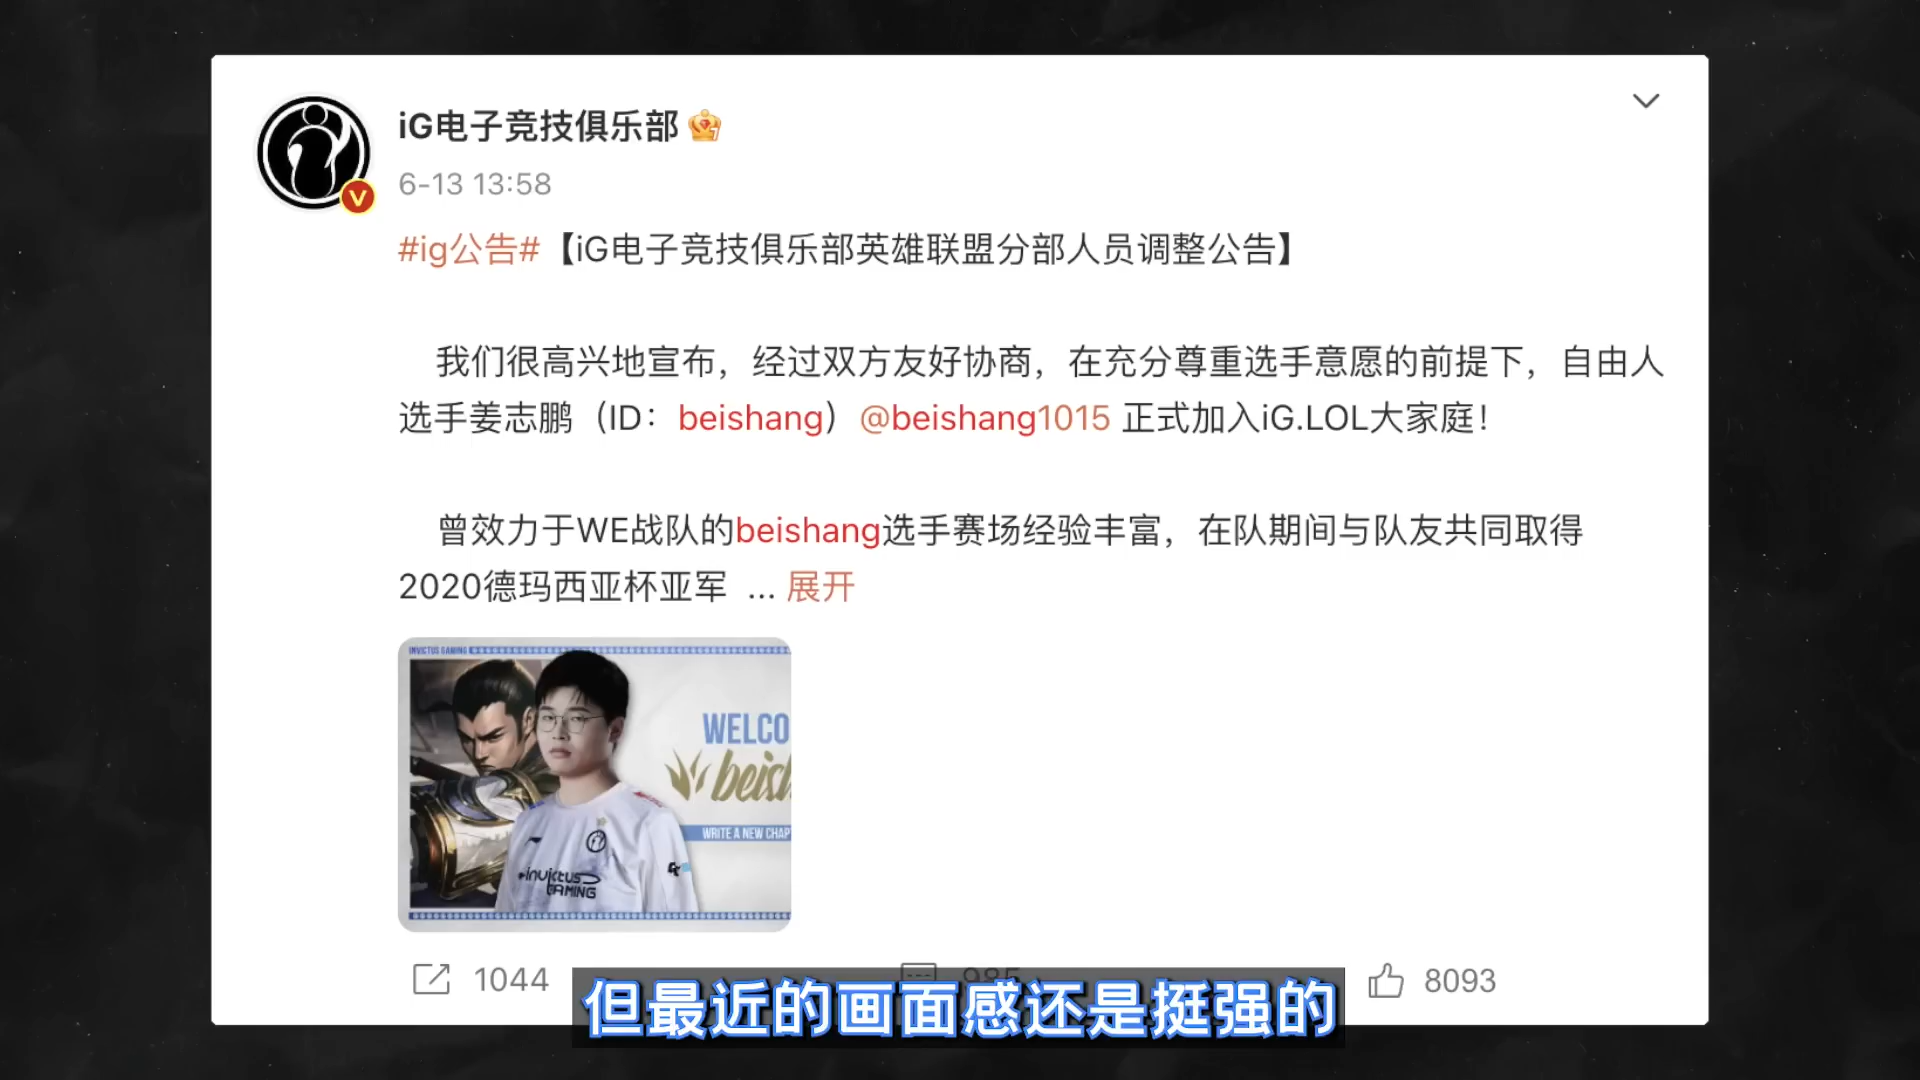 iG电子竞技俱乐部
6-13 13:58
#ig公告#【iG电子竞技俱乐部英雄联盟分部人员调整公告】
我们很高兴地宣布，经过双方友好协商，在充分尊重选手意愿的前提下，自由人
选手姜志鹏（ID：beishang）@beishang1015 正式加入iG.LOL大家庭！
曾效力于WE战队的beishang选手赛场经验丰富，在队期间与队友共同取得
2020德玛西亚杯亚军 ... 展开
INVICTUS GAMING
WELCO
beish
WRITE A NEW CHAP
invictus
GAMING
1044
985
8093
但最近的画面感还是挺强的